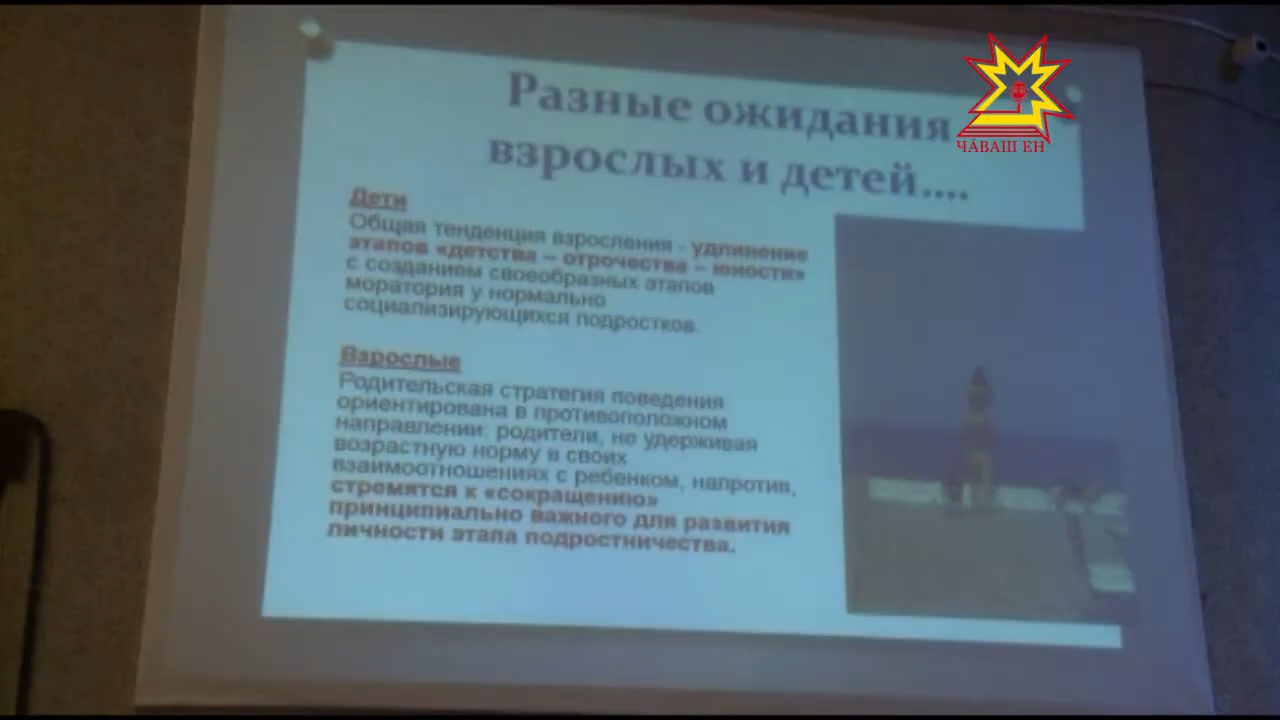 Разные ожидания
взрослых и детей....
ЧӐВАШ ЕН
Дети
Общая тенденция взросления - удлинение
этапов «детства – отрочества – юности»
с созданием своеобразных этапов
моратория у нормально
социализирующихся подростков.
Взрослые
Родительская стратегия поведения
ориентирована в противоположном
направлении: родители, не удерживая
возрастную норму в своих
взаимоотношениях с ребенком, напротив,
стремятся к «сокращению»
принципиально важного для развития
личности этапа подростничества.